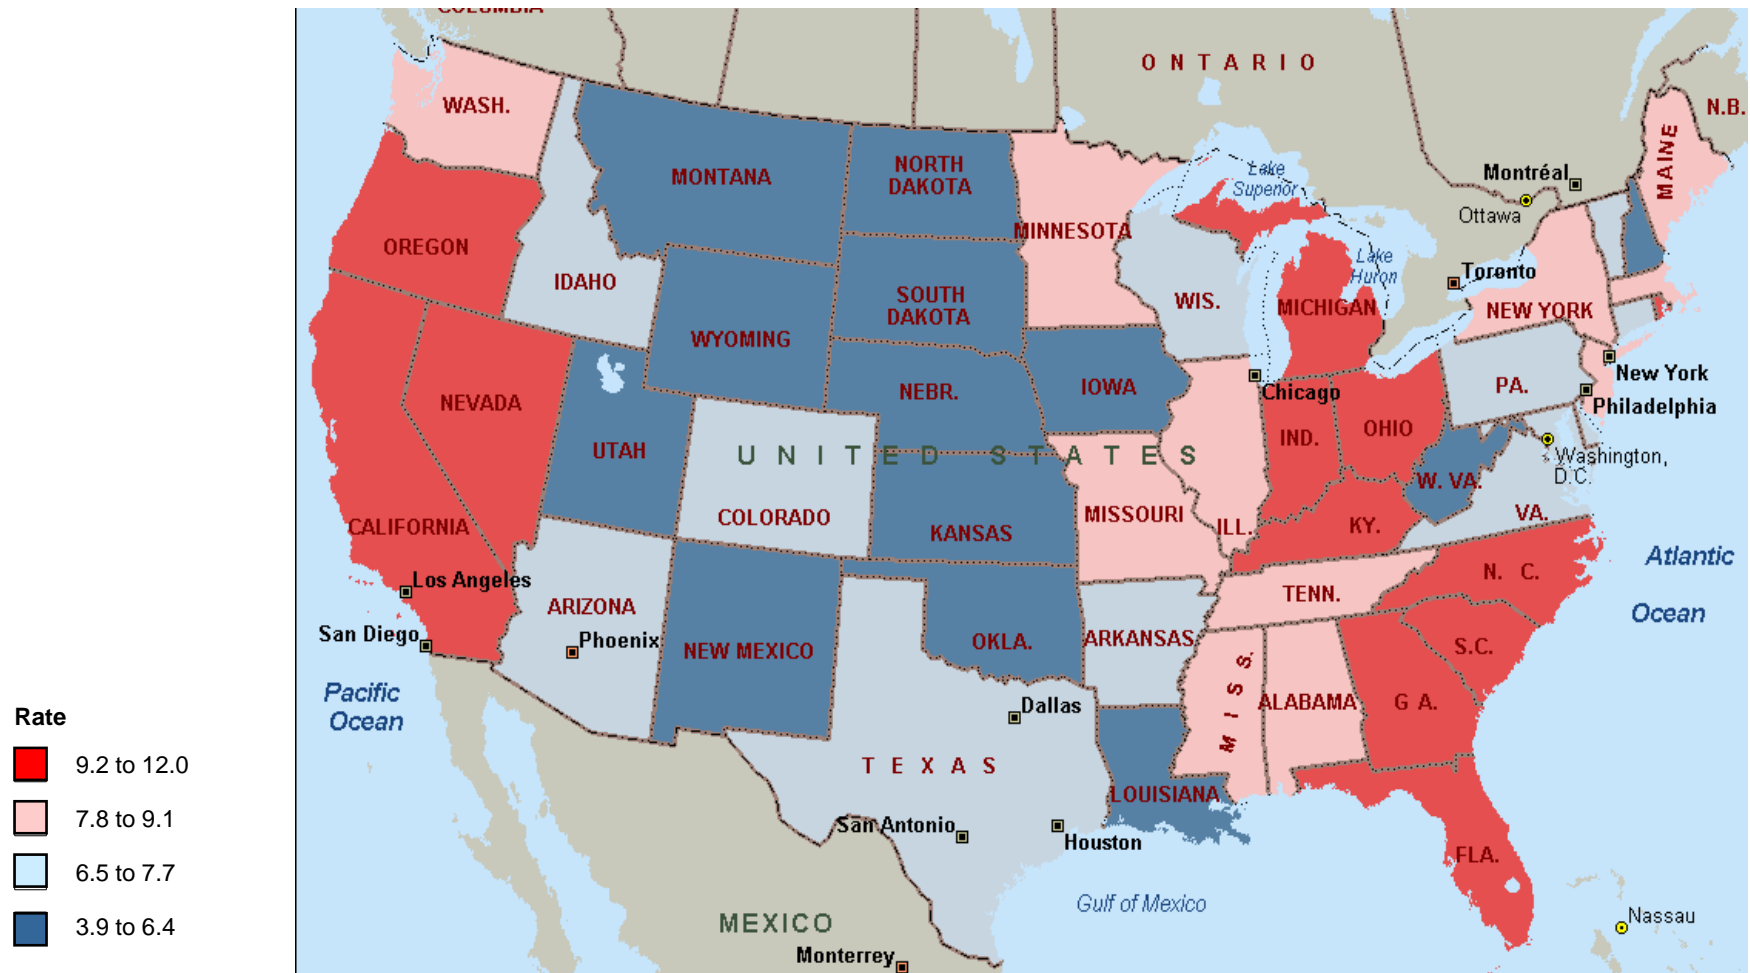 COLUMBIA
ONTARIO
WASH.
N.B.
MAINE
MONTANA
NORTH
DAKOTA
Lake
Superior
Montréal
Ottawa
OREGON
MINNESOTA
IDAHO
Lake
Huron
Toronto
SOUTH
DAKOTA
WIS.
MICHIGAN
NEW YORK
WYOMING
NEVADA
NEBR.
IOWA
Chicago
PA.
New York
Philadelphia
UTAH
UNITED STATES
IND.
OHIO
Washington,
D.C.
W. VA.
CALIFORNIA
COLORADO
KANSAS
MISSOURI
ILL.
KY.
VA.
Los Angeles
ARIZONA
TENN.
N. C.
Atlantic
Ocean
San Diego
Phoenix
NEW MEXICO
OKLA.
ARKANSAS
MISS.
S.C.
Pacific
Ocean
Dallas
ALABAMA
G A.
TEXAS
LOUISIANA
San Antonio
Houston
FLA.
Gulf of Mexico
MEXICO
Nassau
Monterrey
Rate
9.2 to 12.0
7.8 to 9.1
6.5 to 7.7
3.9 to 6.4